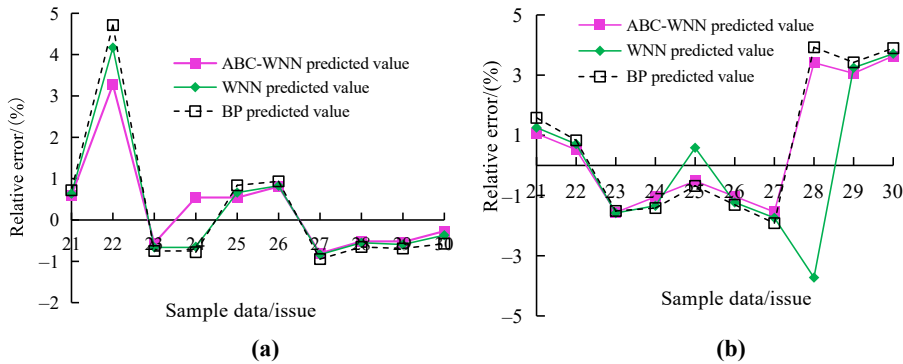 5
4
3
2
1
0
–1
–2
Relative error/(%)
ABC-WNN predicted value
WNN predicted value
BP predicted value
21 22 23 24 25 26 27 28 29 30
Sample data/issue
(a)
5
3
1
–1
–3
–5
Relative error/(%)
ABC-WNN predicted value
WNN predicted value
BP predicted value
21 22 23 24 25 26 27 28 29 30
Sample data/issue
(b)